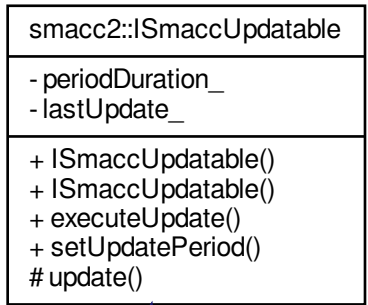 smacc2::ISmaccUpdatable
- periodDuration_
- lastUpdate_
+ ISmaccUpdatable()
+ ISmaccUpdatable()
+ executeUpdate()
+ setUpdatePeriod()
# update()